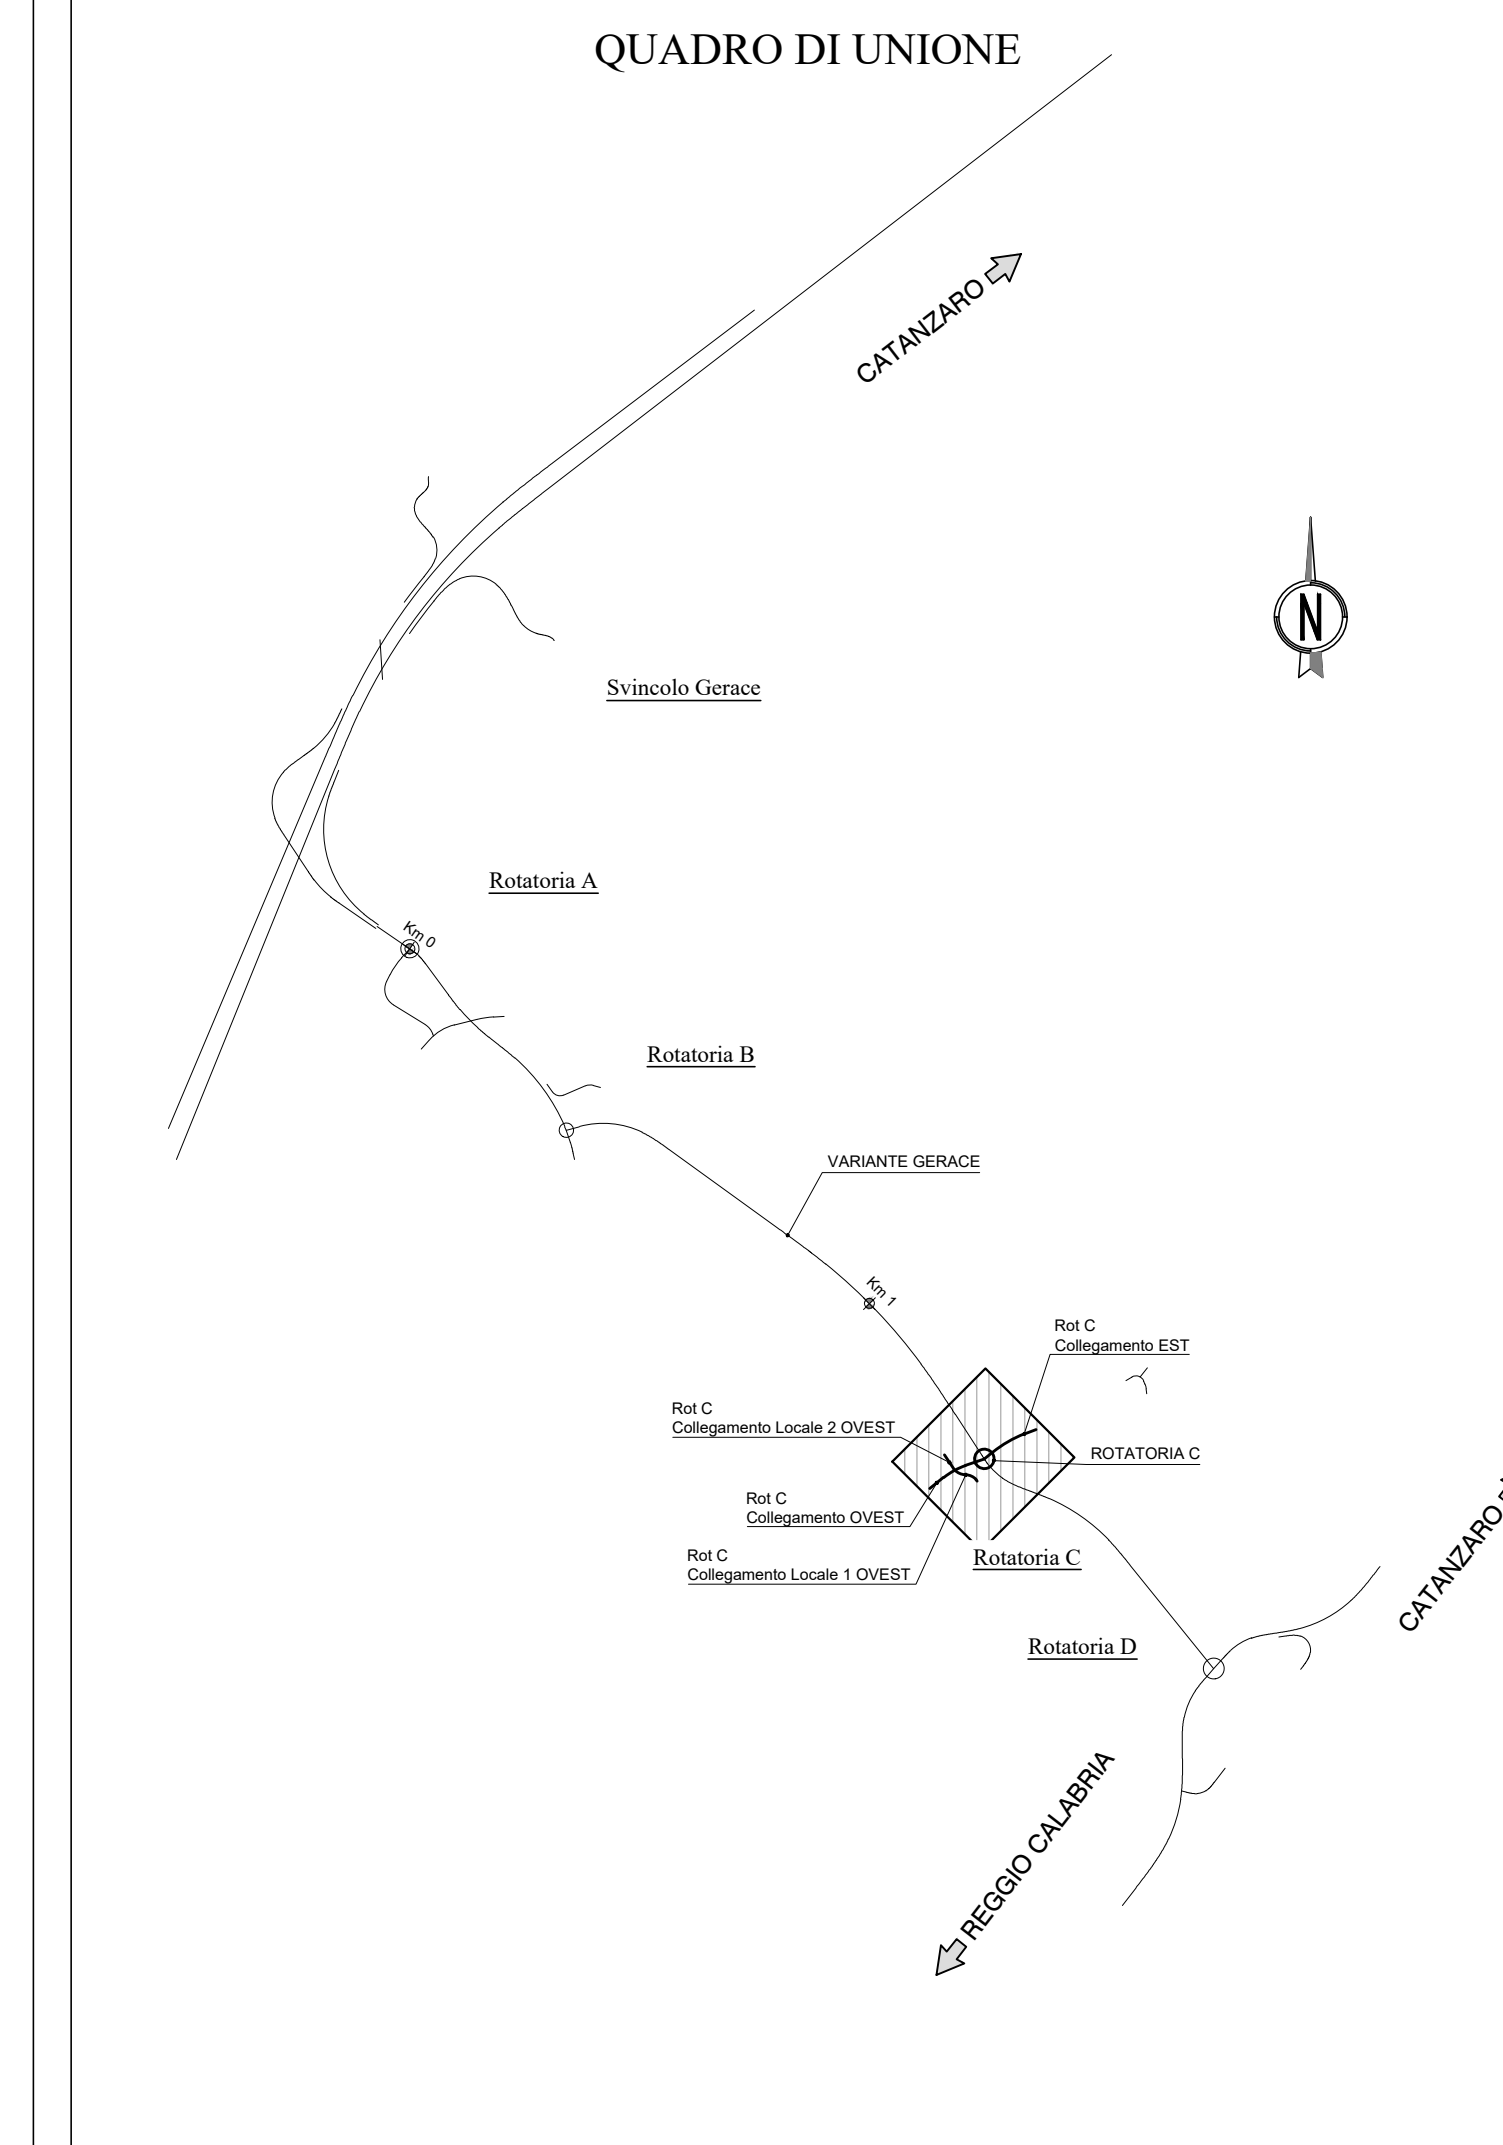 QUADRO DI UNIONE
CATANZARO
N
Svincolo Gerace
Rotatoria A
Km 0
Rotatoria B
VARIANTE GERACE
Km 1
Rot C
Collegamento EST
Rot C
Collegamento Locale 2 OVEST
ROTATORIA C
Rot C
Collegamento OVEST
Rot C
Collegamento Locale 1 OVEST
Rotatoria C
CATANZARO
Rotatoria D
REGGIO CALABRIA